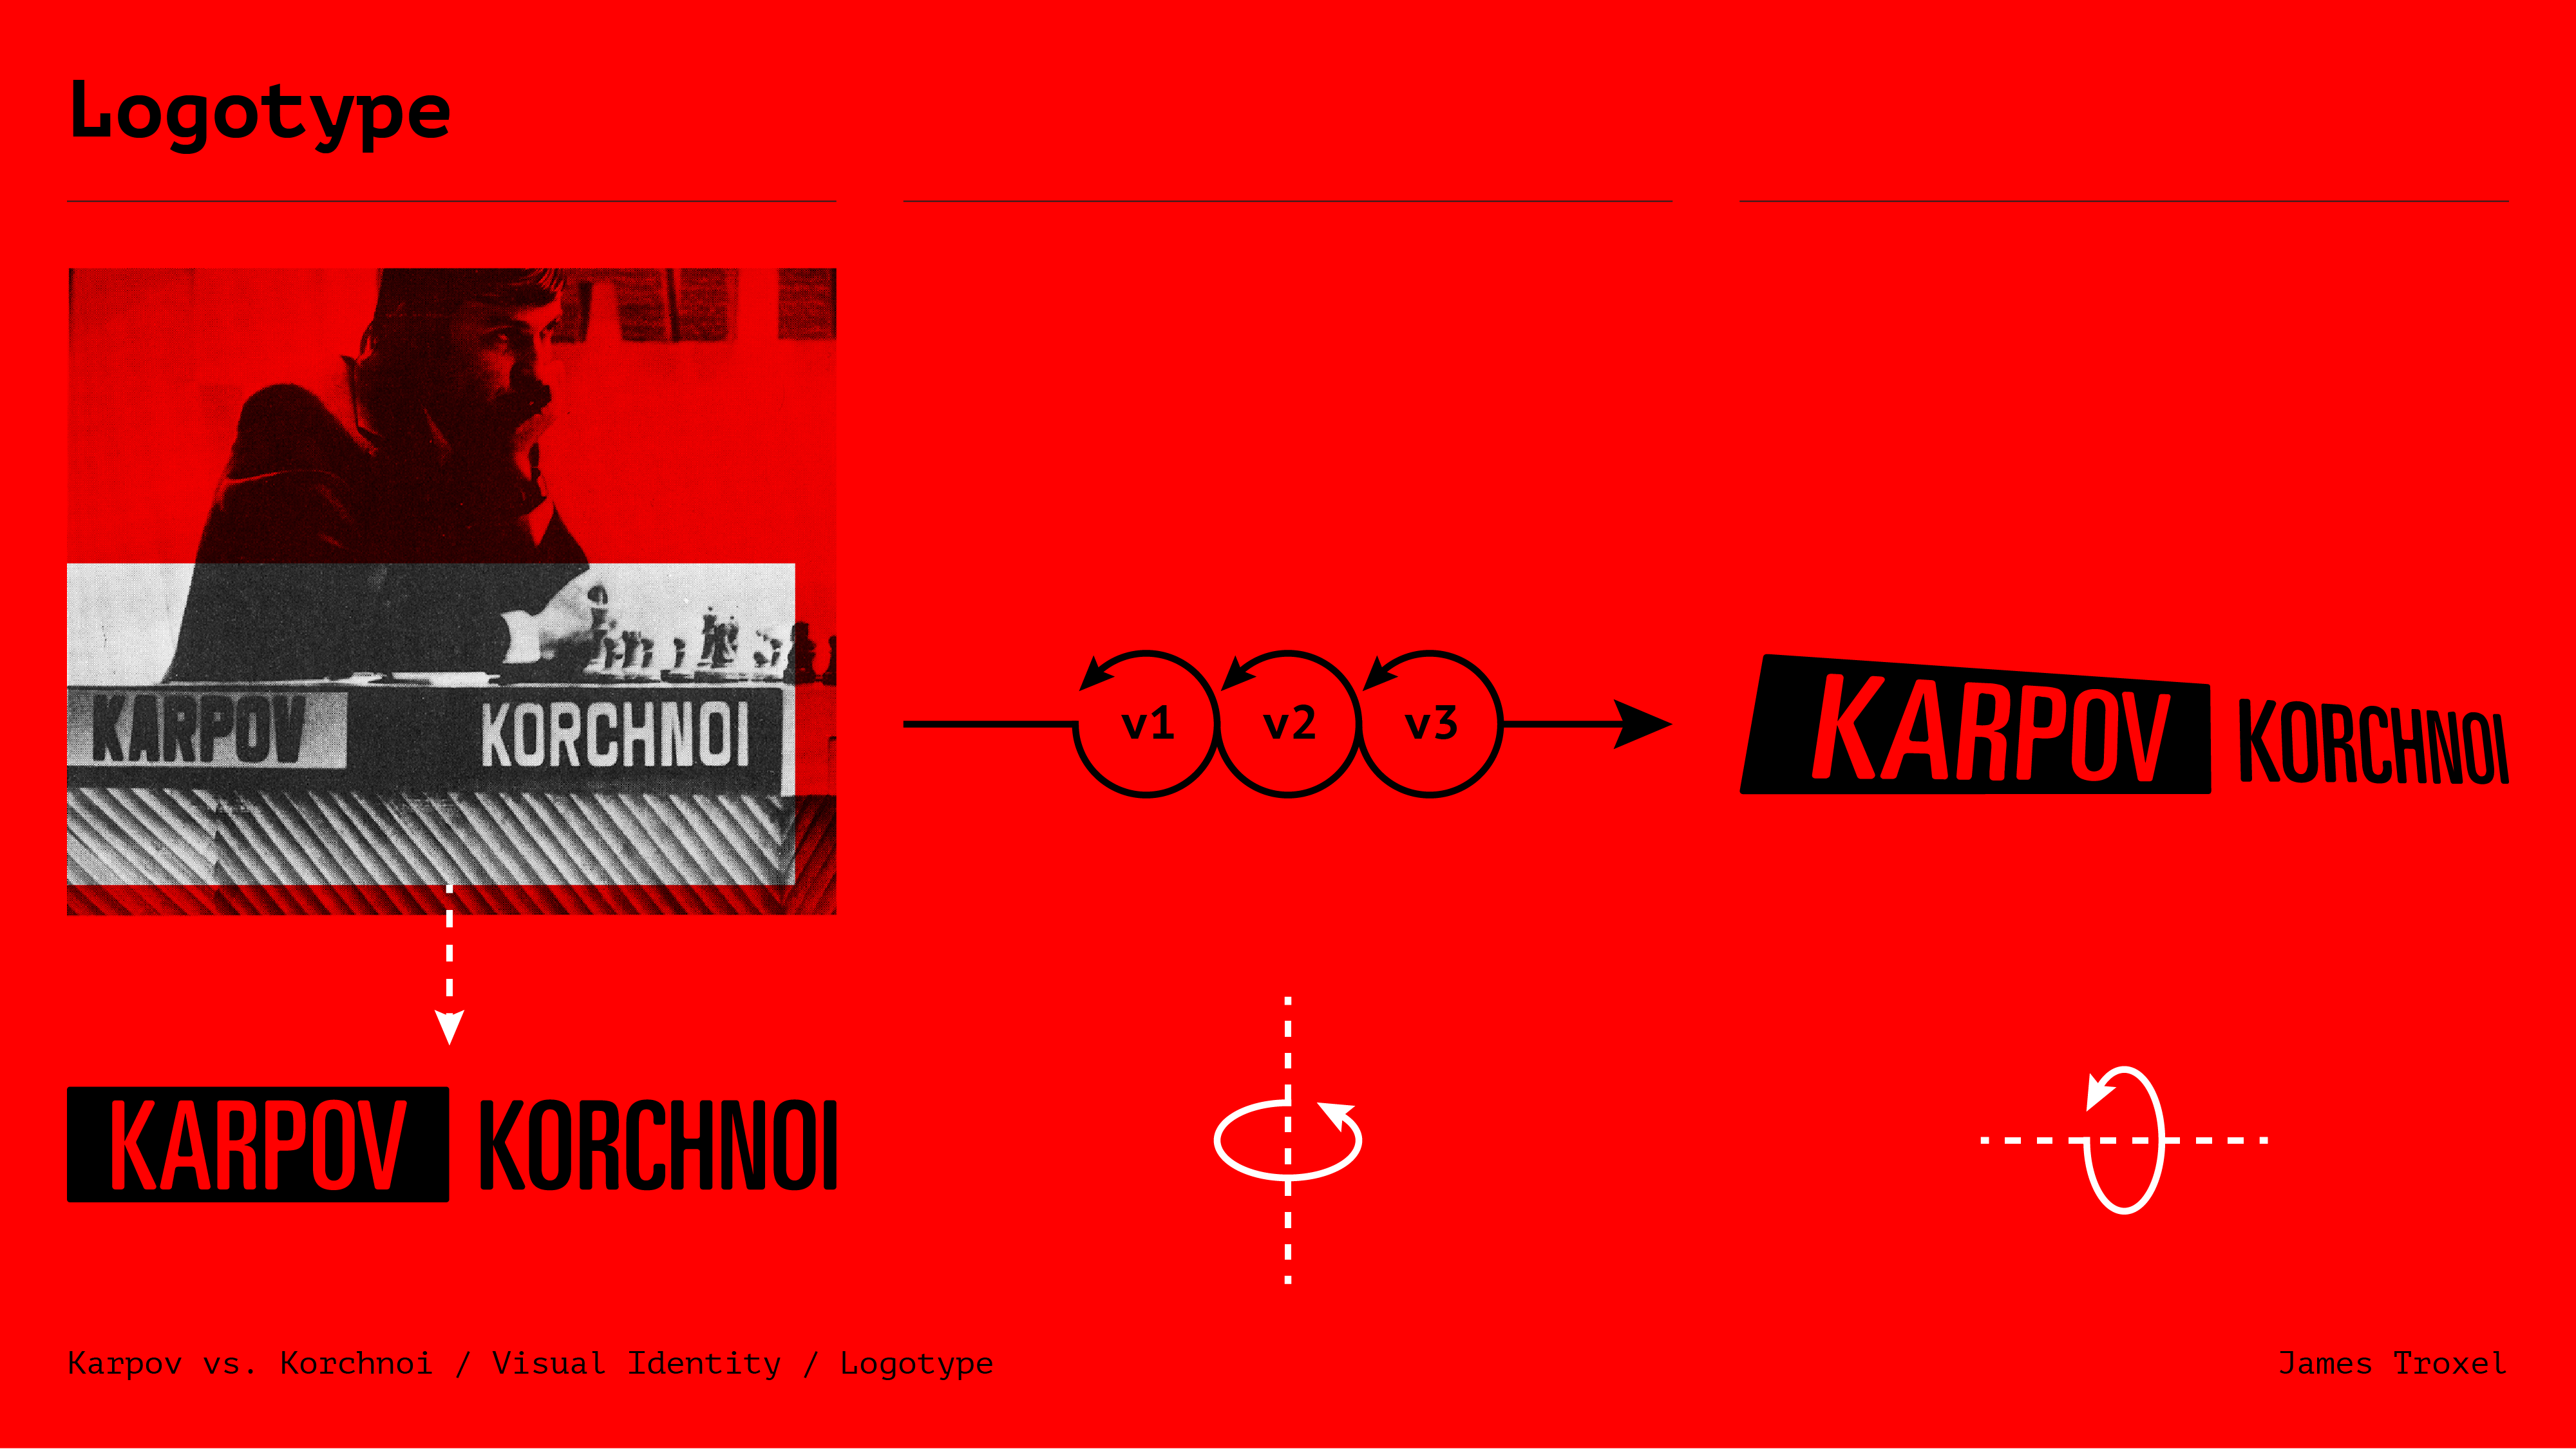 Logotype
KARPOV KORCHNOI
KARPOV KORCHNOI
v1 v2 v3
KARPOV KORCHNOI
Karpov vs. Korchnoi / Visual Identity / Logotype
James Troxel